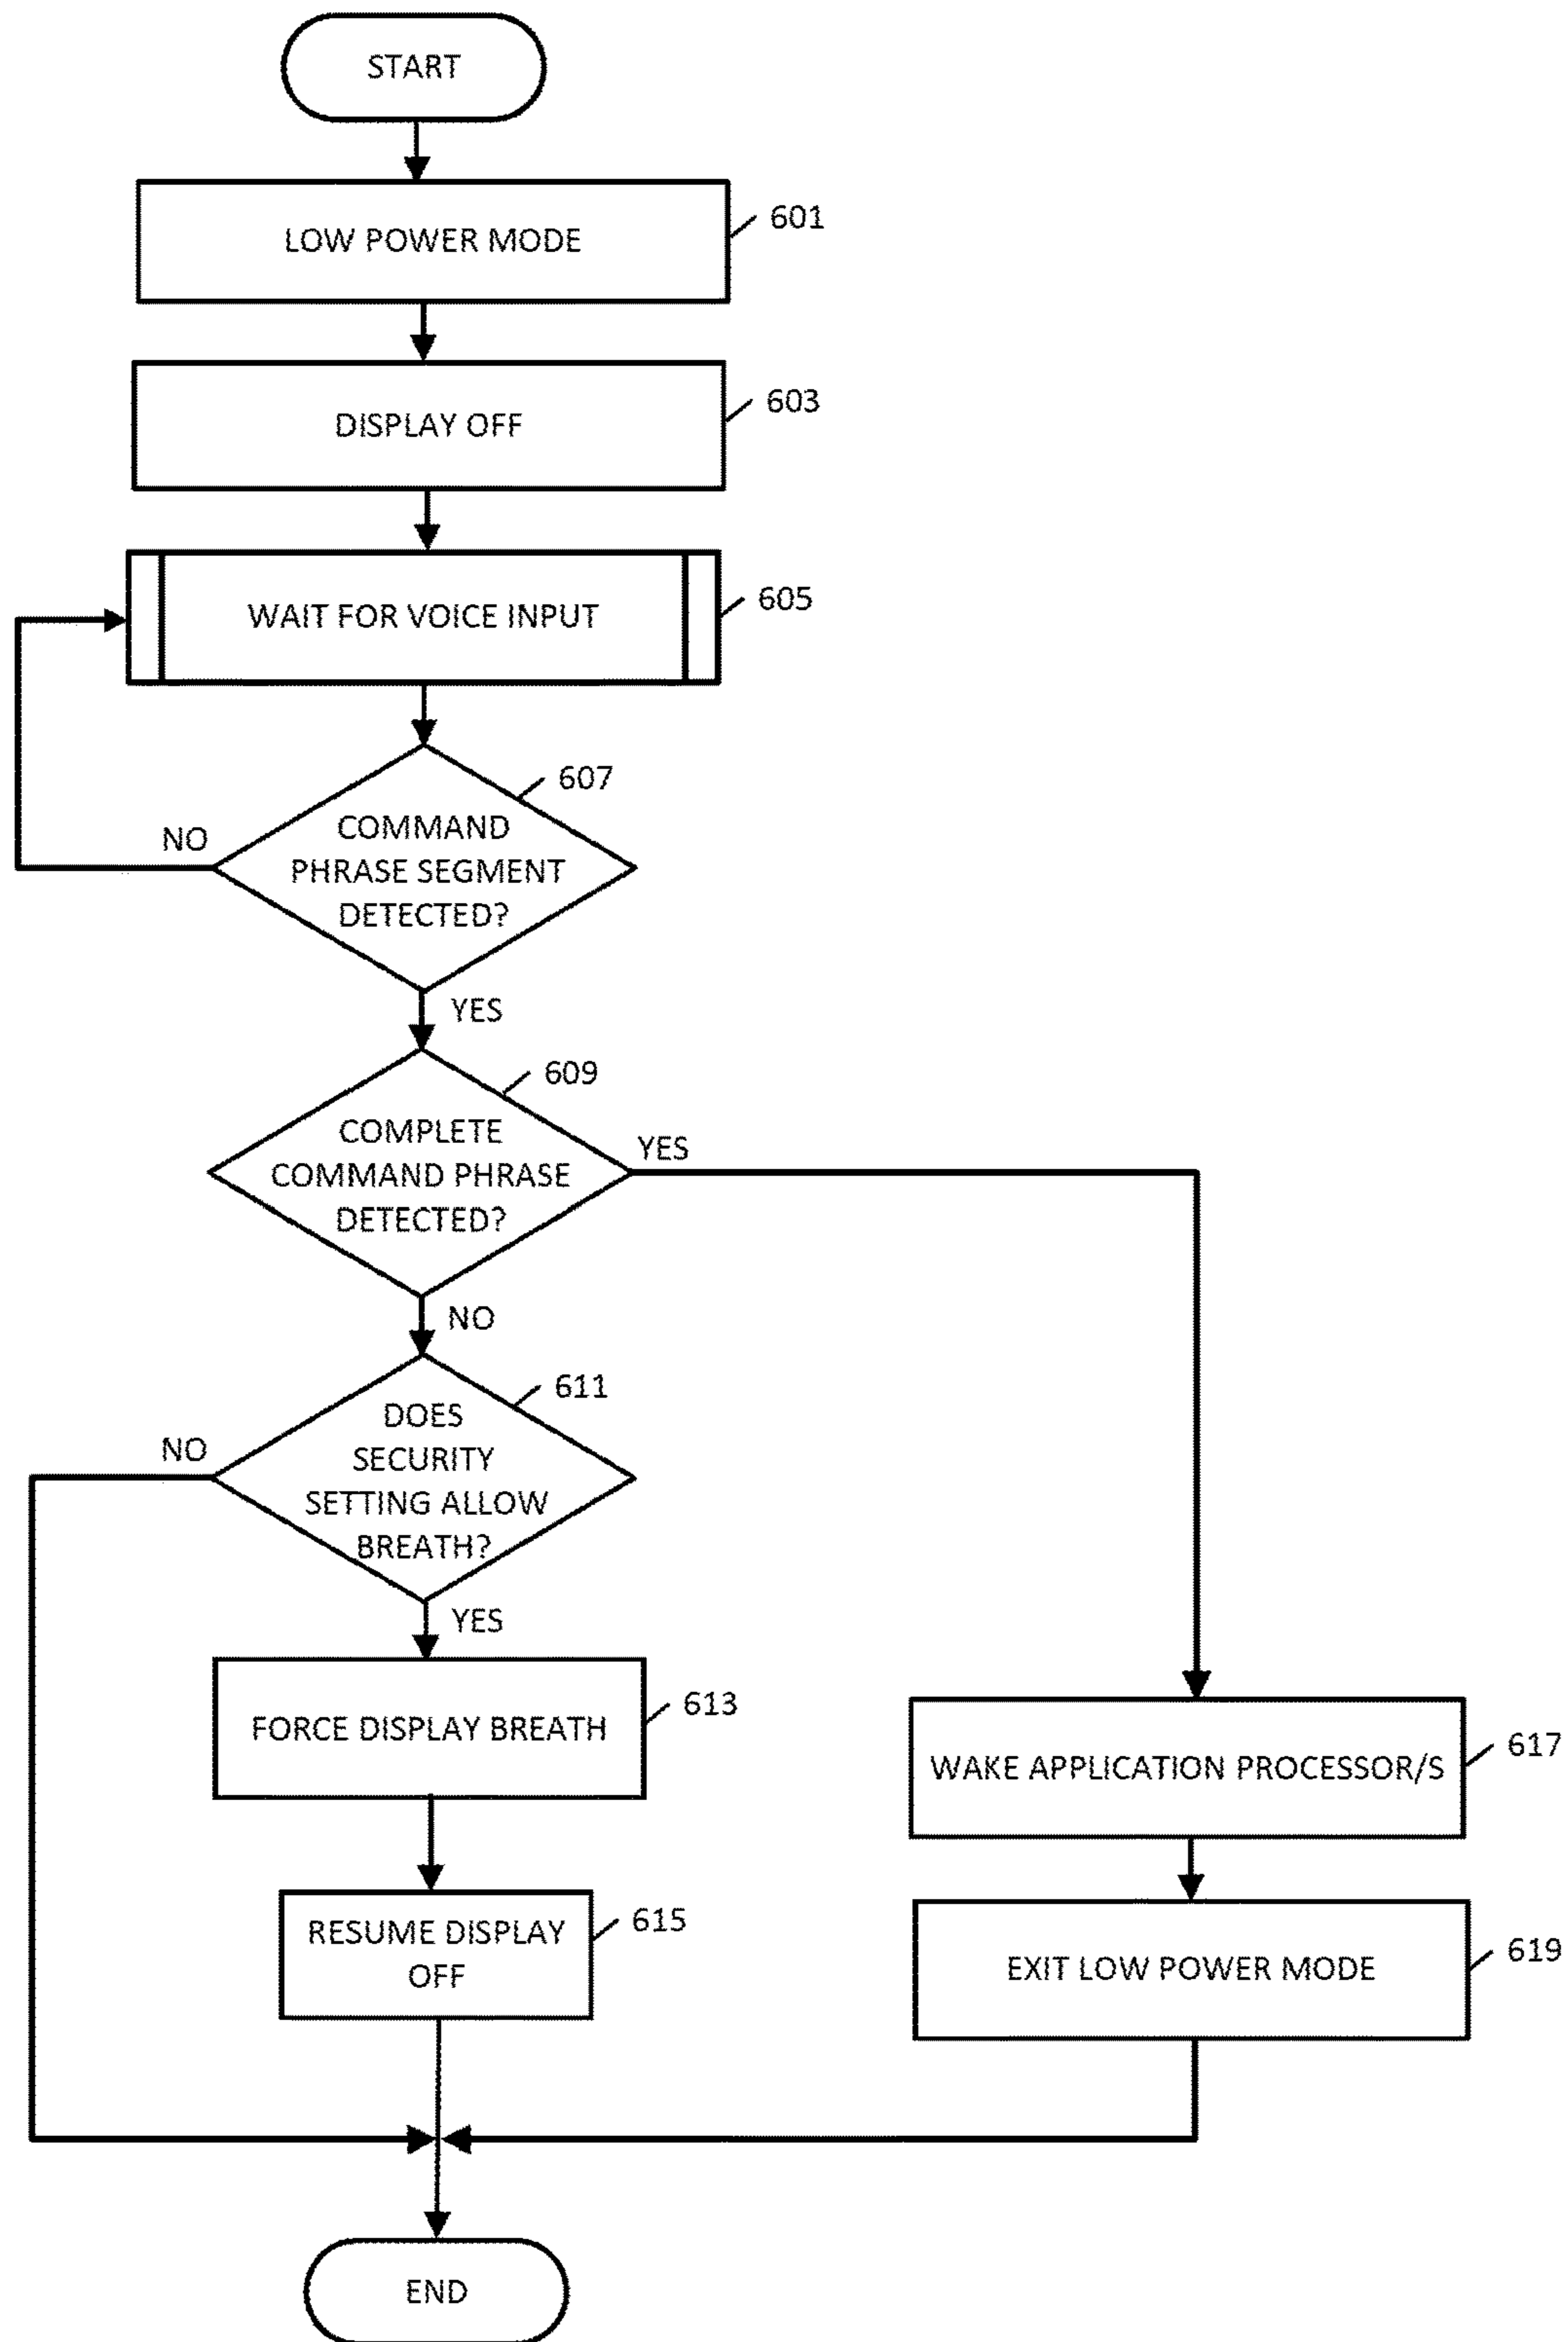 START
LOW POWER MODE
601
DISPLAY OFF
603
WAIT FOR VOICE INPUT
605
607
COMMAND
PHRASE SEGMENT
DETECTED?
NO
YES
609
COMPLETE
COMMAND PHRASE
DETECTED?
YES
NO
611
DOES
SECURITY
SETTING ALLOW
BREATH?
NO
YES
FORCE DISPLAY BREATH
613
WAKE APPLICATION PROCESSOR/S
617
RESUME DISPLAY
OFF
615
EXIT LOW POWER MODE
619
END